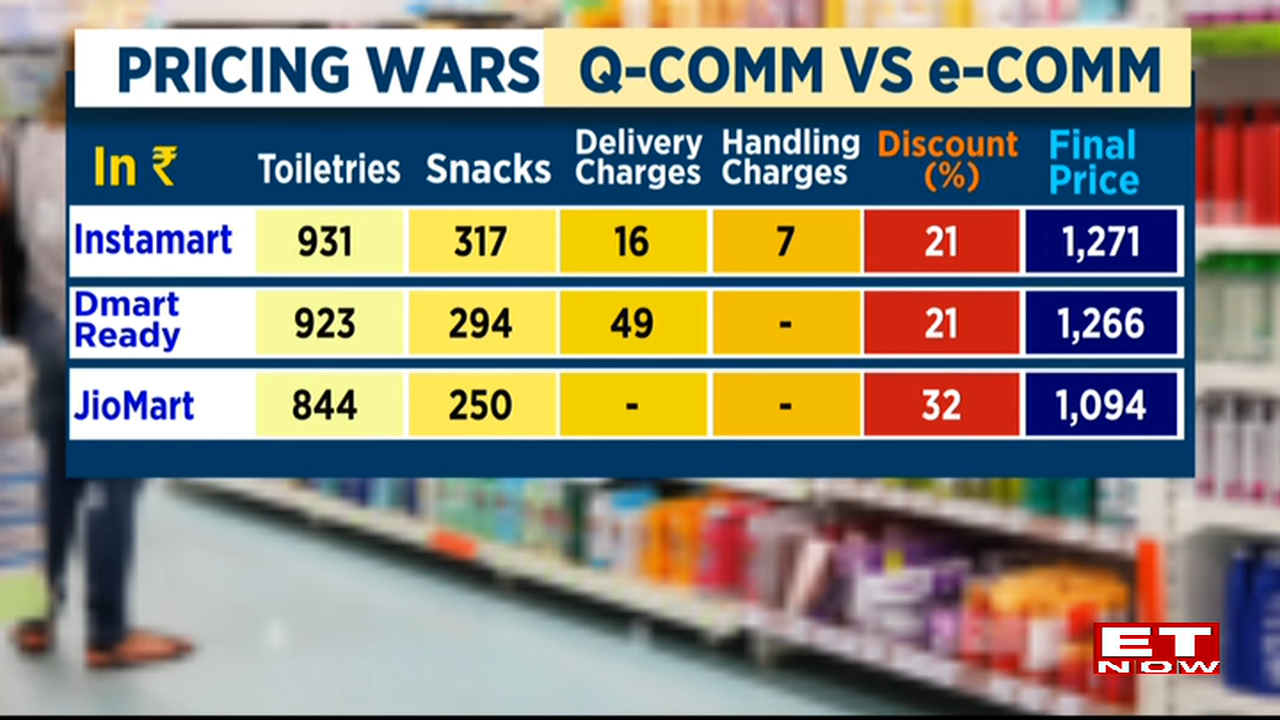 PRICING WARS Q-COMM VS e-COMM
In ₹ Toiletries Snacks Delivery Charges Handling Charges Discount (%) Final Price
Instamart 931 317 16 7 21 1,271
Dmart Ready 923 294 49 - 21 1,266
JioMart 844 250 - - 32 1,094
ET
NOW